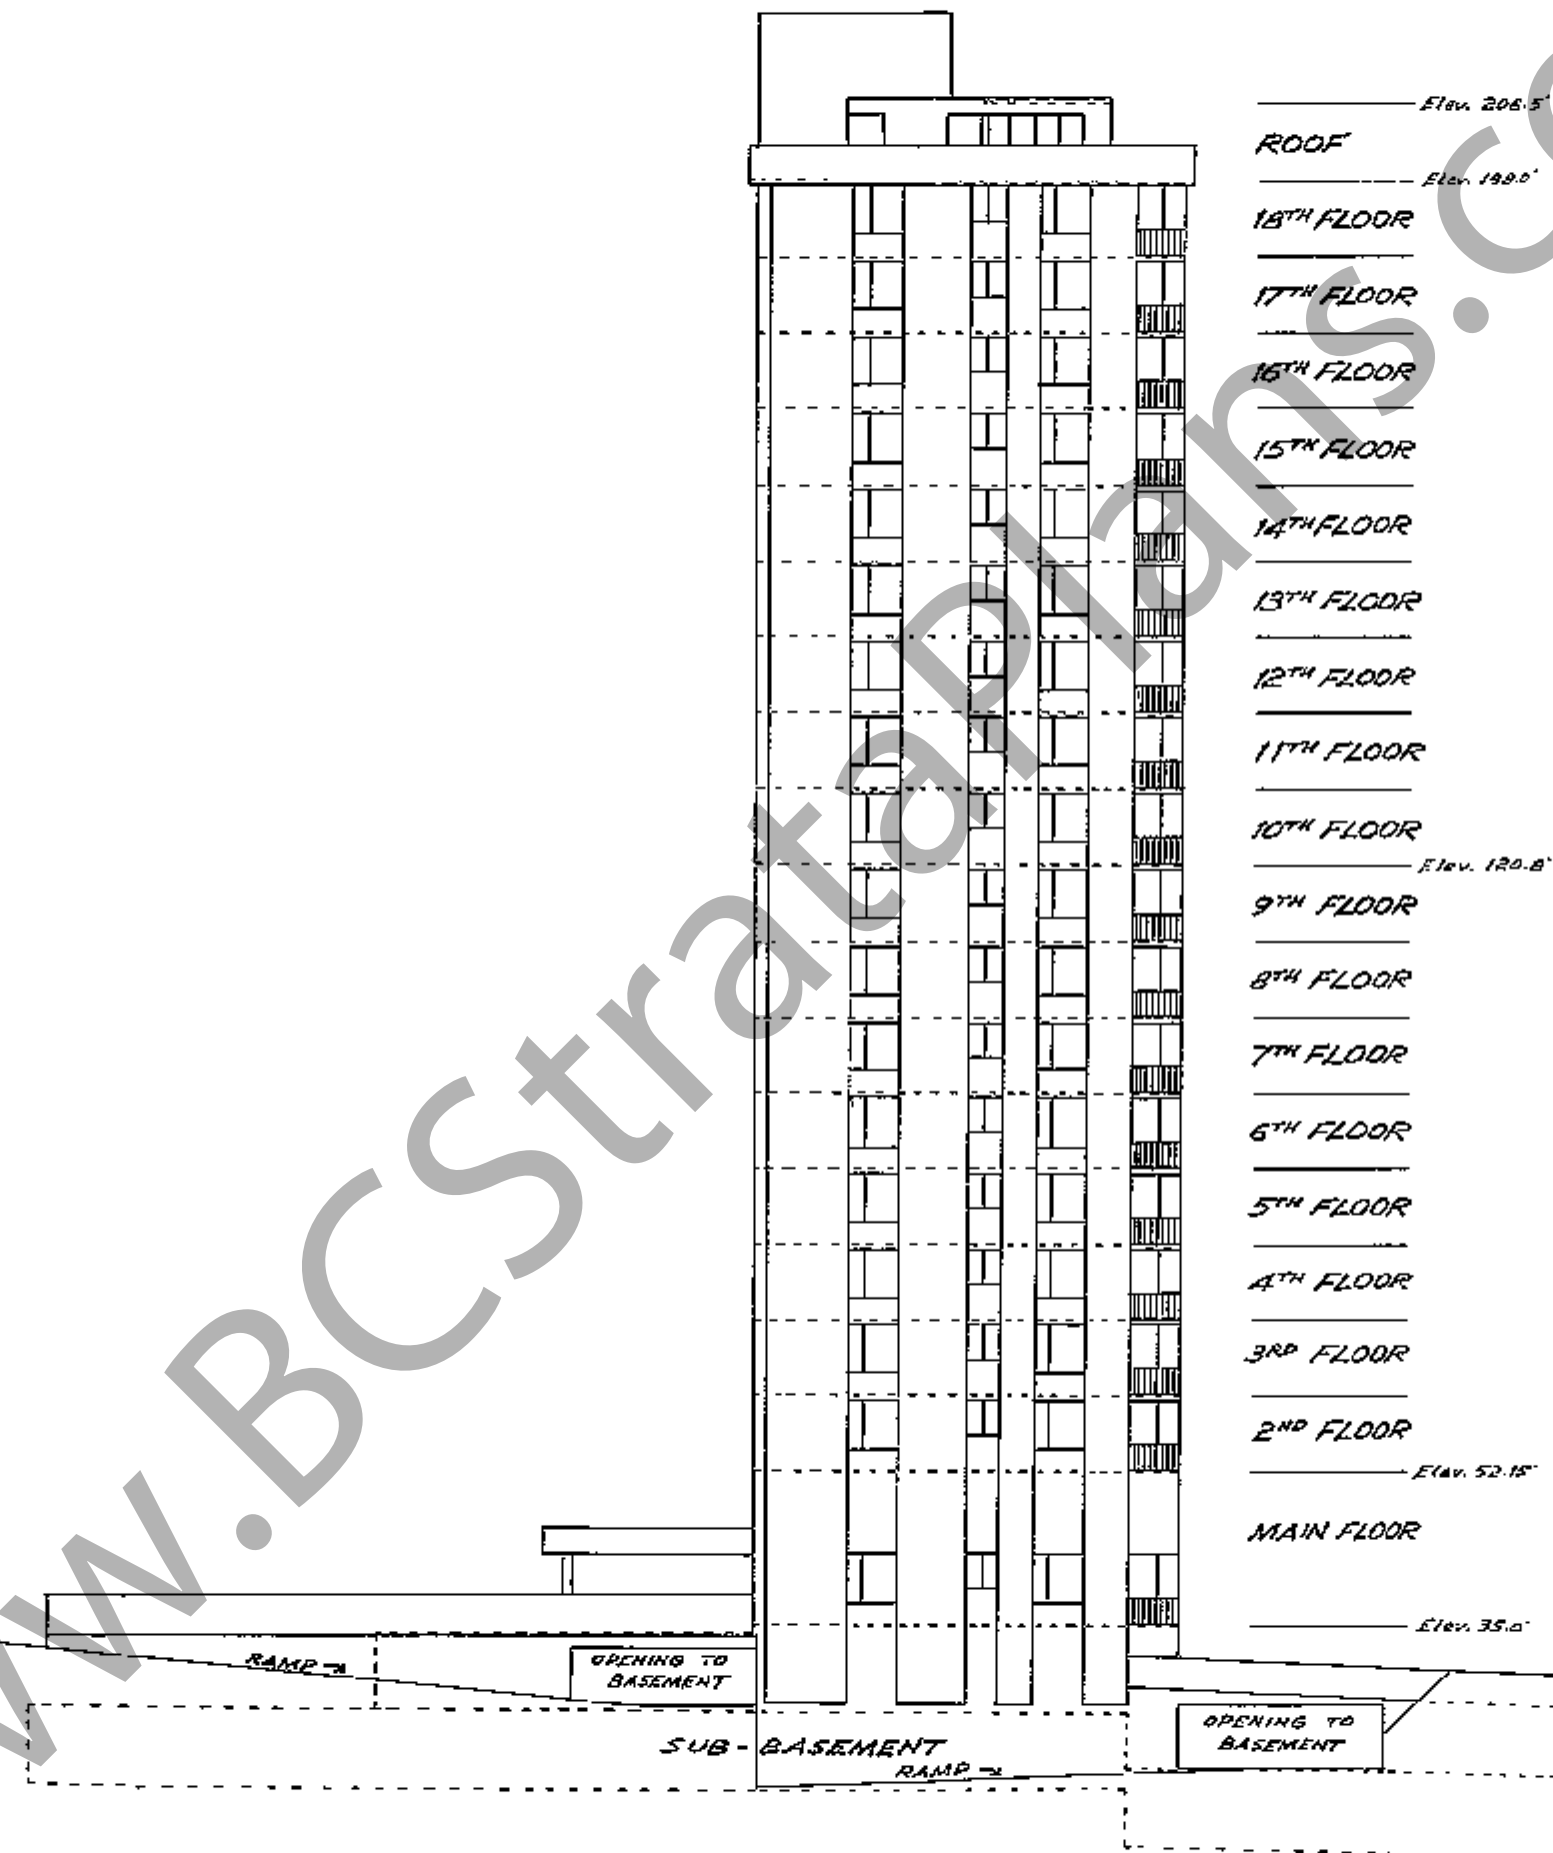 Elev. 206.5'
ROOF
Elev. 198.0'
18TH FLOOR
17TH FLOOR
16TH FLOOR
15TH FLOOR
14TH FLOOR
13TH FLOOR
12TH FLOOR
11TH FLOOR
10TH FLOOR
Elev. 120.8'
9TH FLOOR
8TH FLOOR
7TH FLOOR
6TH FLOOR
5TH FLOOR
4TH FLOOR
3RD FLOOR
2ND FLOOR
Elev. 52.15'
MAIN FLOOR
Elev. 35.0'
RAMP
OPENING TO
BASEMENT
OPENING TO
BASEMENT
SUB-BASEMENT
RAMP
w.BCStrataPlans.c